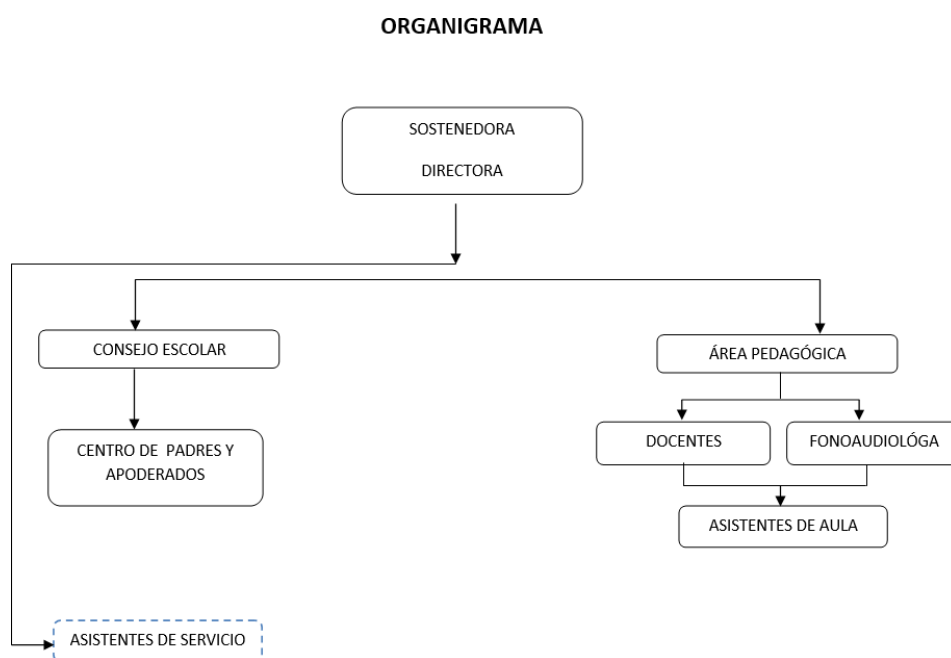 ORGANIGRAMA
SOSTENEDORA
DIRECTORA
CONSEJO ESCOLAR
ÁREA PEDAGÓGICA
CENTRO DE PADRES Y
APODERADOS
DOCENTES
FONOAUDIOLÓGA
ASISTENTES DE AULA
ASISTENTES DE SERVICIO